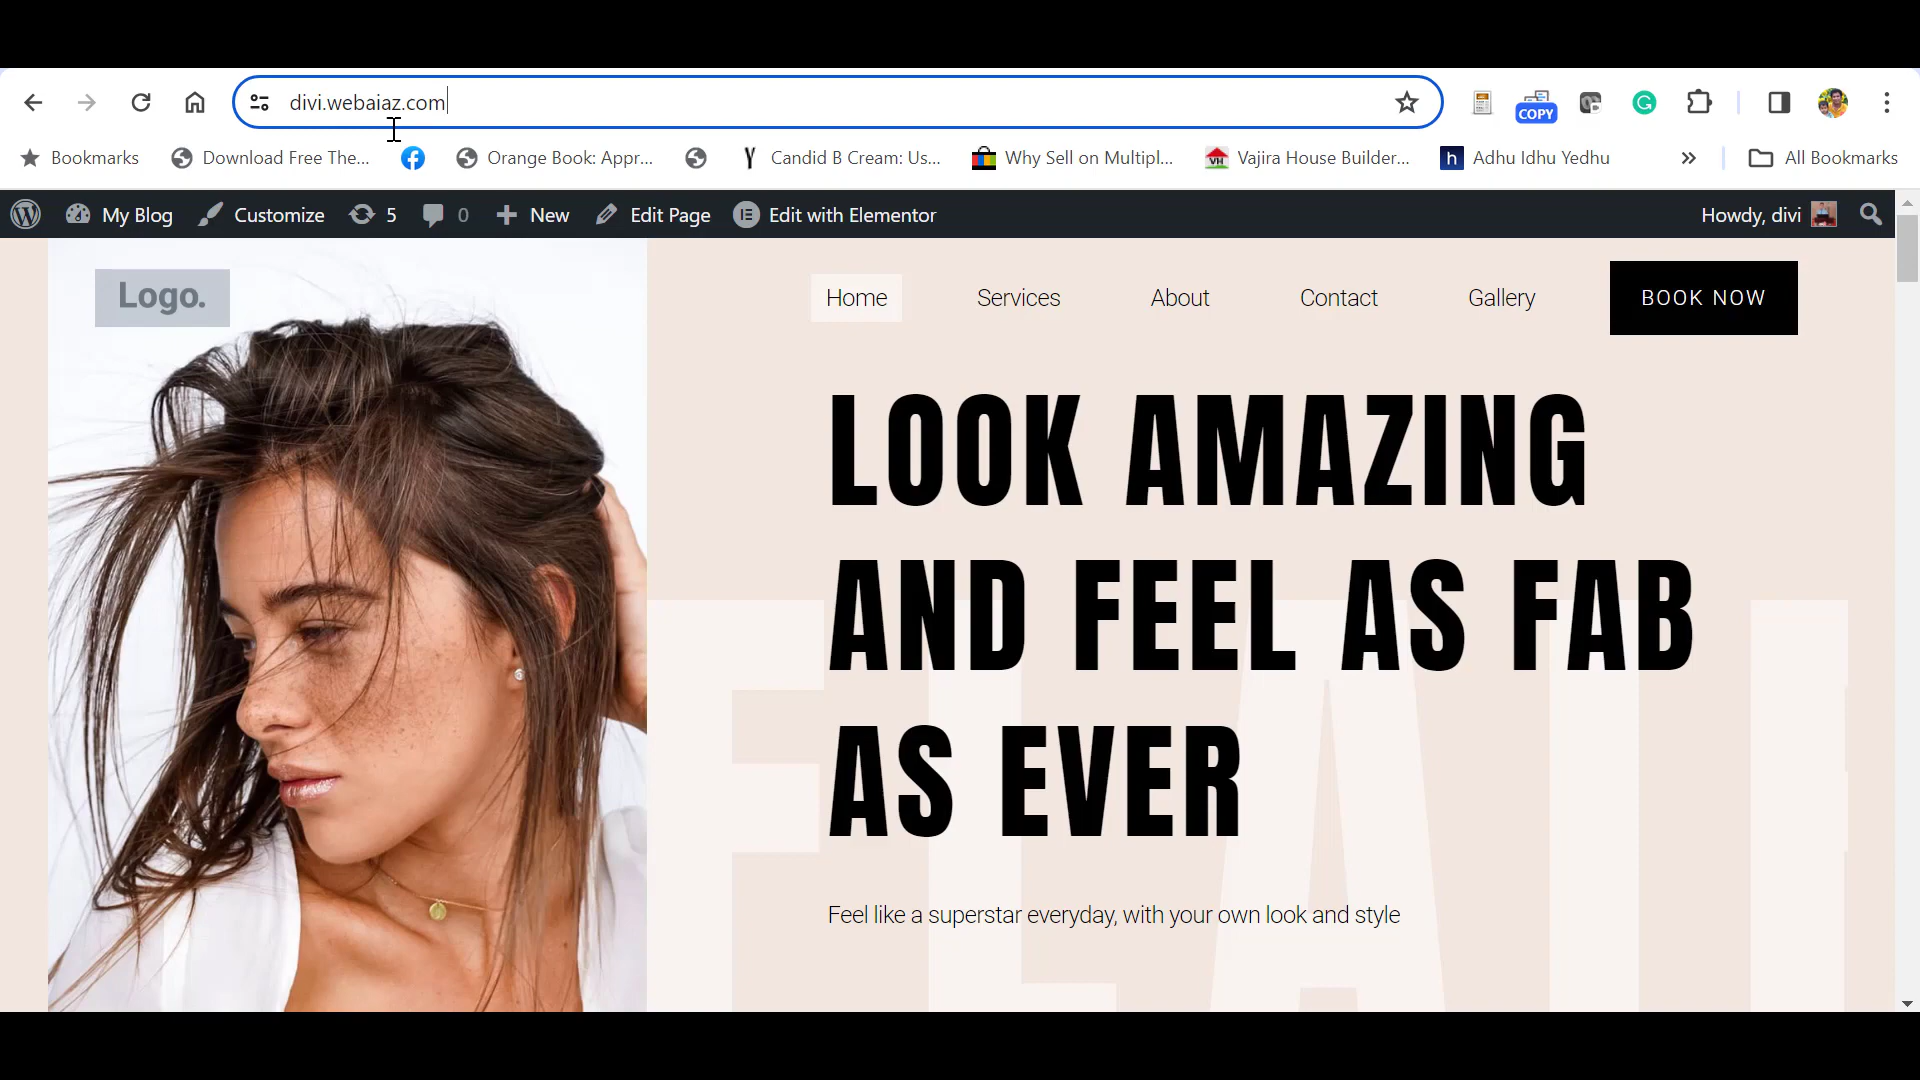 divi.webaiaz.com
COPY
Bookmarks
Download Free The...
Orange Book: Appr...
Candid B Cream: Us...
Why Sell on Multipl...
VH
Vajira House Builder...
h
Adhu Idhu Yedhu
All Bookmarks
My Blog
Customize
5
0
New
Edit Page
Edit with Elementor
Howdy, divi
Logo.
Home
Services
About
Contact
Gallery
BOOK NOW
LOOK AMAZING
AND FEEL AS FAB
AS EVER
Feel like a superstar everyday, with your own look and style